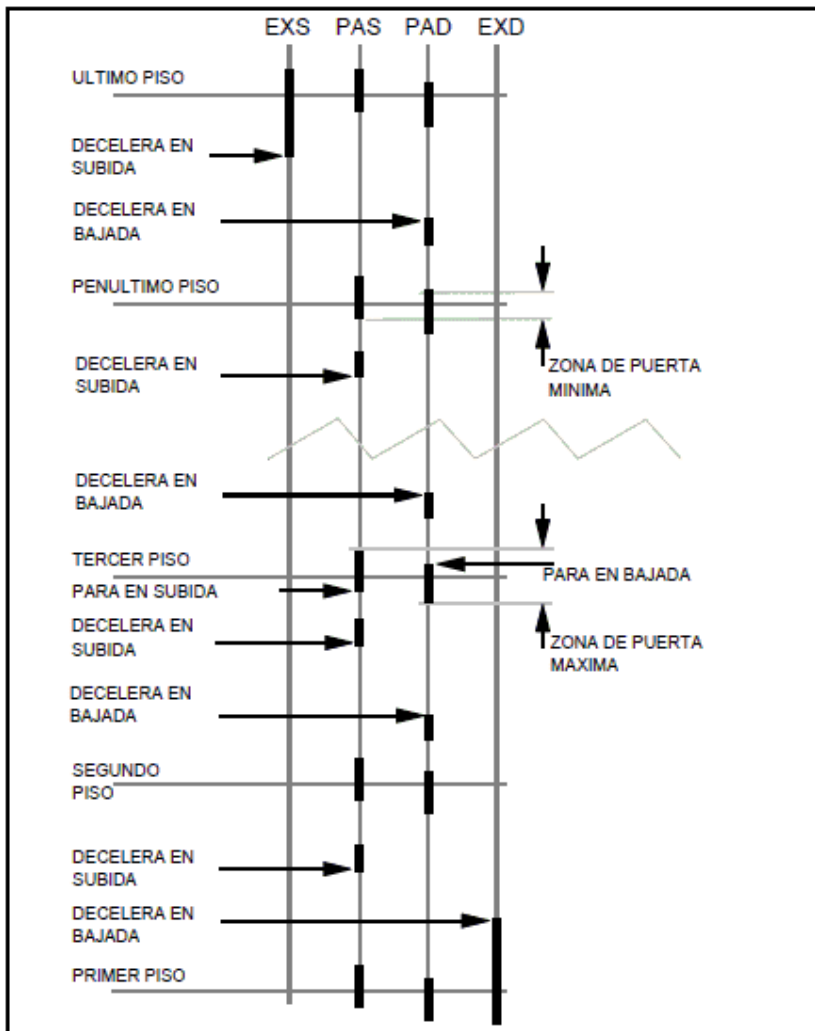 EXS PAS PAD EXD
ULTIMO PISO
DECELERA EN
SUBIDA
DECELERA EN
BAJADA
PENULTIMO PISO
DECELERA EN
SUBIDA
ZONA DE PUERTA
MINIMA
DECELERA EN
BAJADA
TERCER PISO
PARA EN BAJADA
PARA EN SUBIDA
DECELERA EN
SUBIDA
ZONA DE PUERTA
MAXIMA
DECELERA EN
BAJADA
SEGUNDO
PISO
DECELERA EN
SUBIDA
DECELERA EN
BAJADA
PRIMER PISO